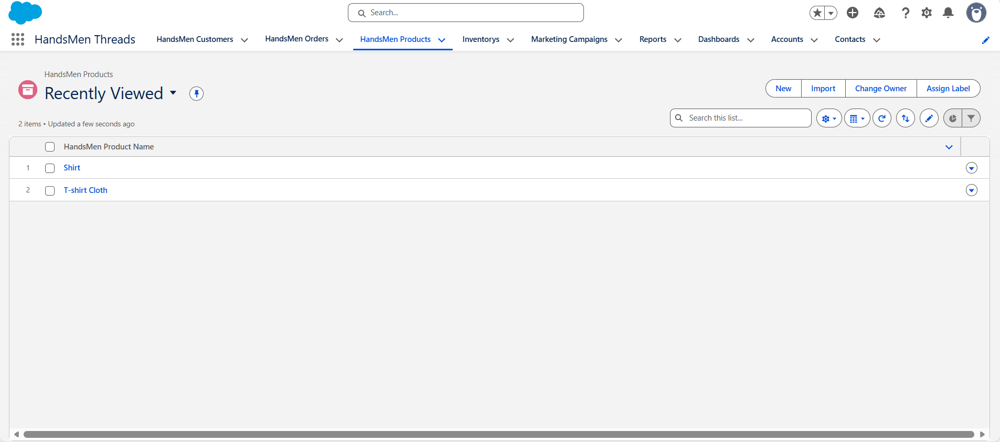 Search...
HandsMen Threads
HandsMen Customers
HandsMen Orders
HandsMen Products
Inventorys
Marketing Campaigns
Reports
Dashboards
Accounts
Contacts
HandsMen Products
Recently Viewed
New
Import
Change Owner
Assign Label
2 items • Updated a few seconds ago
Search this list...
HandsMen Product Name
1 Shirt
2 T-shirt Cloth